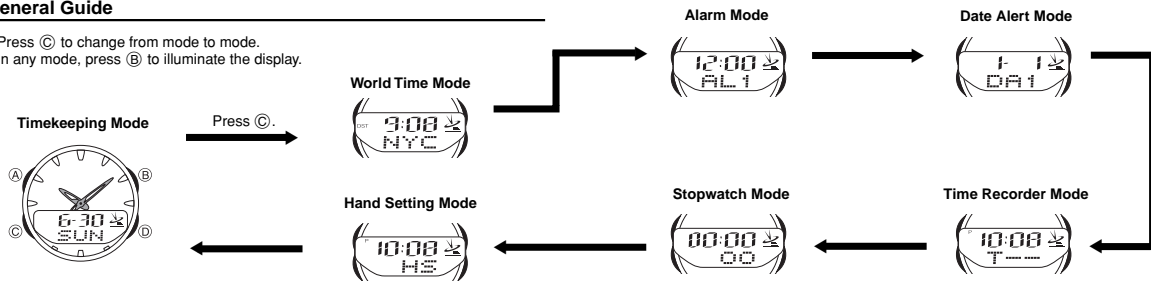 eneral Guide
Press Ⓒ to change from mode to mode.
n any mode, press Ⓑ to illuminate the display.
Alarm Mode
Date Alert Mode
12:00
AL1
1- 1
DA1
World Time Mode
DST 9:08
NYC
Timekeeping Mode
Press Ⓒ.
Ⓐ
Ⓑ
6-30
SUN
Ⓒ
Ⓓ
Hand Setting Mode
P 10:08
HS
Stopwatch Mode
00:00
00
Time Recorder Mode
P 10:08
T----